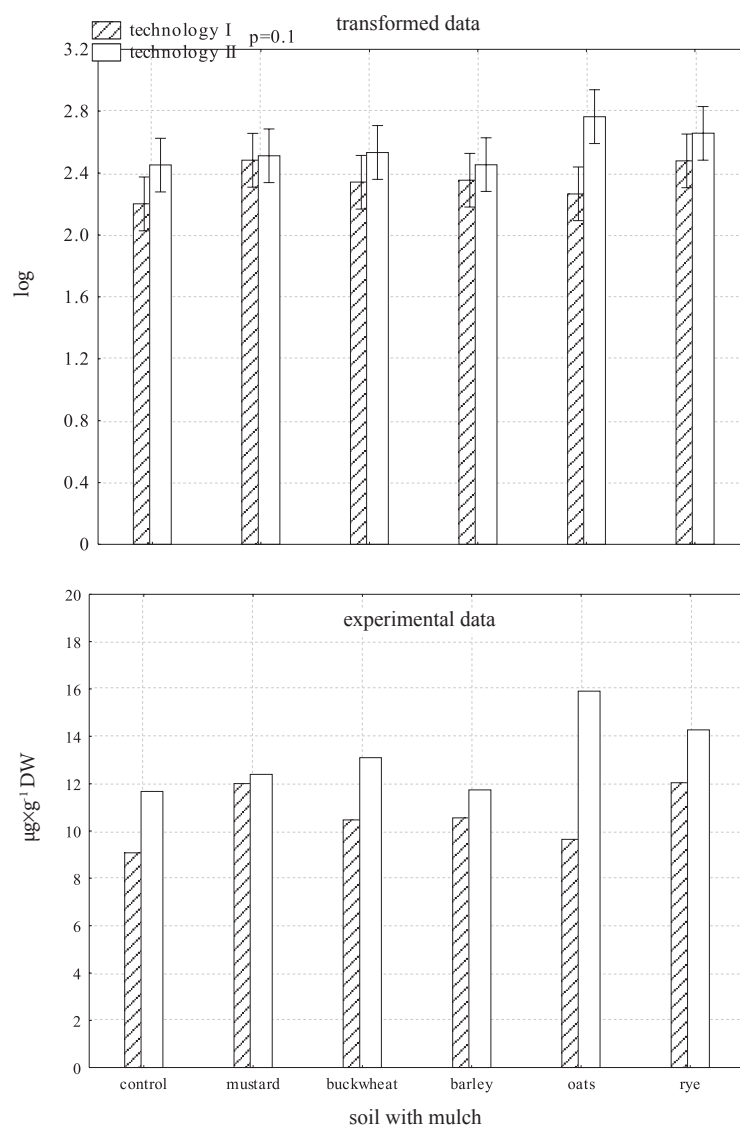 transformed data
technology I
technology II p=0.1
3.2
2.8
2.4
2.0
1.6
1.2
0.8
0.4
0
log
experimental data
20
18
16
14
12
10
8
6
4
2
0
µg×g⁻¹ DW
control mustard buckwheat barley oats rye
soil with mulch